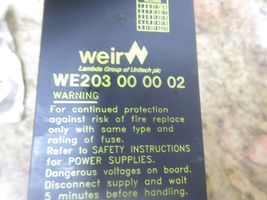 weir
Lambda Group of Unitech plc
WE203 00 00 02
WARNING
For continued protection
against risk of fire replace
only with same type and
rating of fuse.
Refer to SAFETY INSTRUCTIONS
for POWER SUPPLIES.
Dangerous voltages on board.
Disconnect supply and wait
5 minutes before handling.